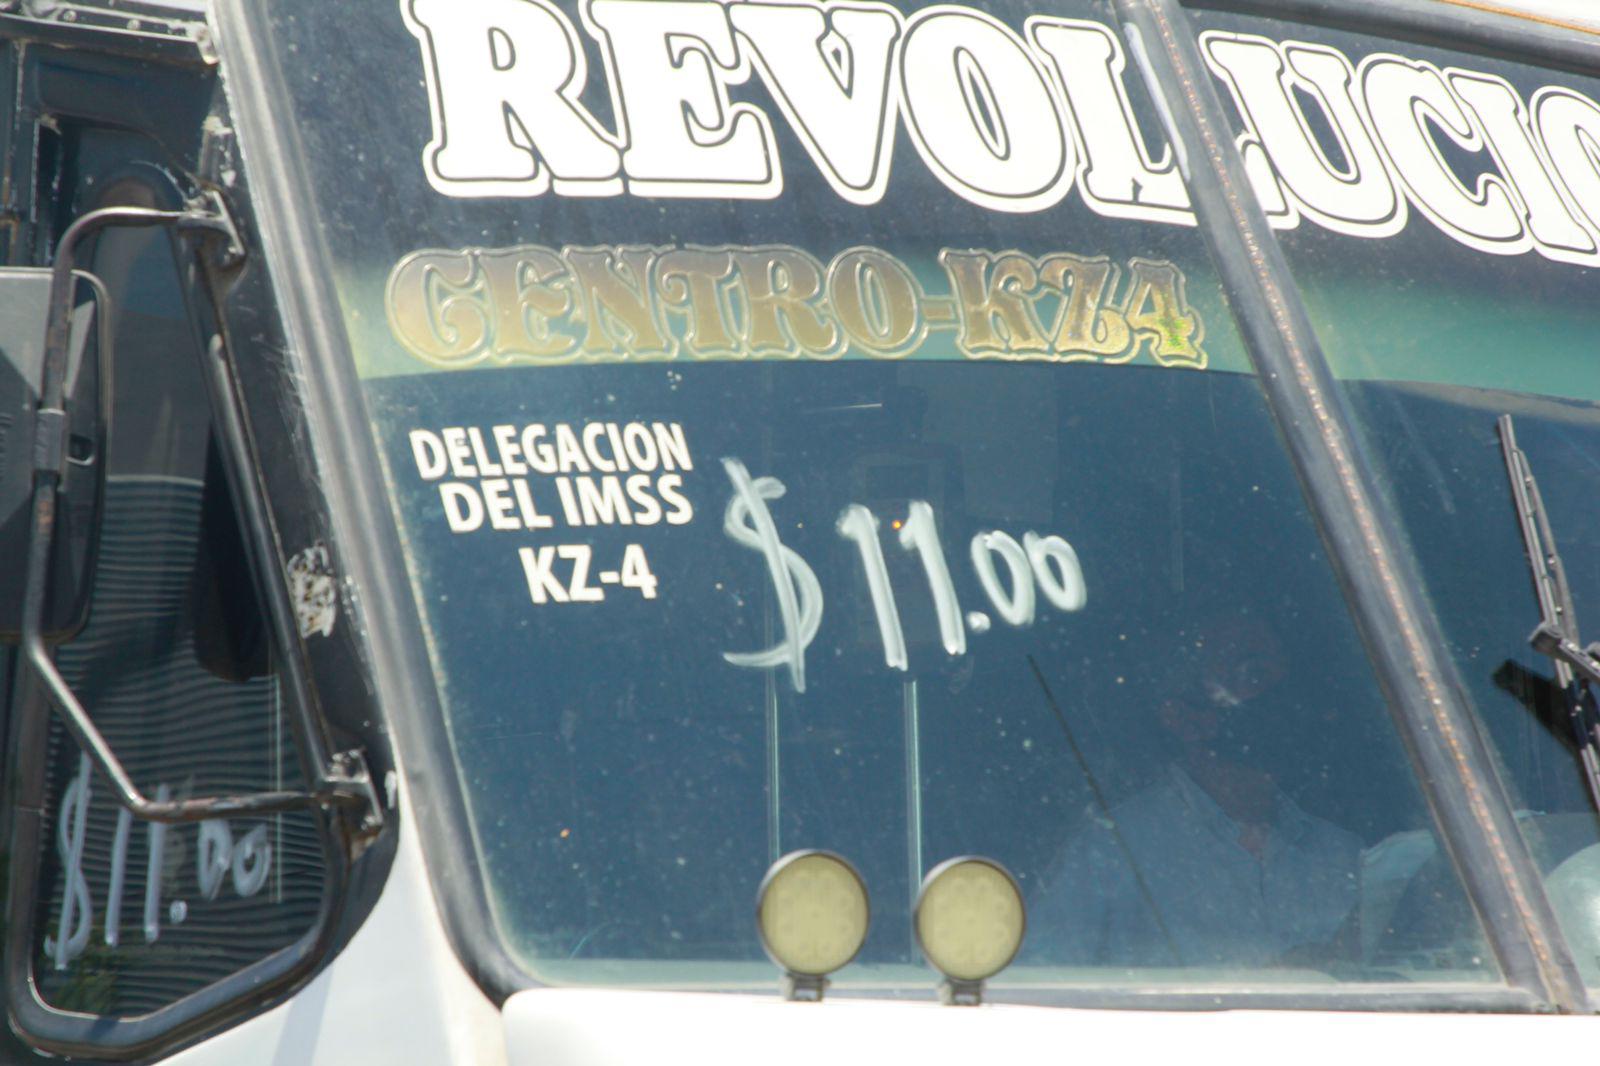 REVOLUCIO
CENTRO-KZ4
DELEGACION
DEL IMSS
KZ-4
$11.00
$11.00